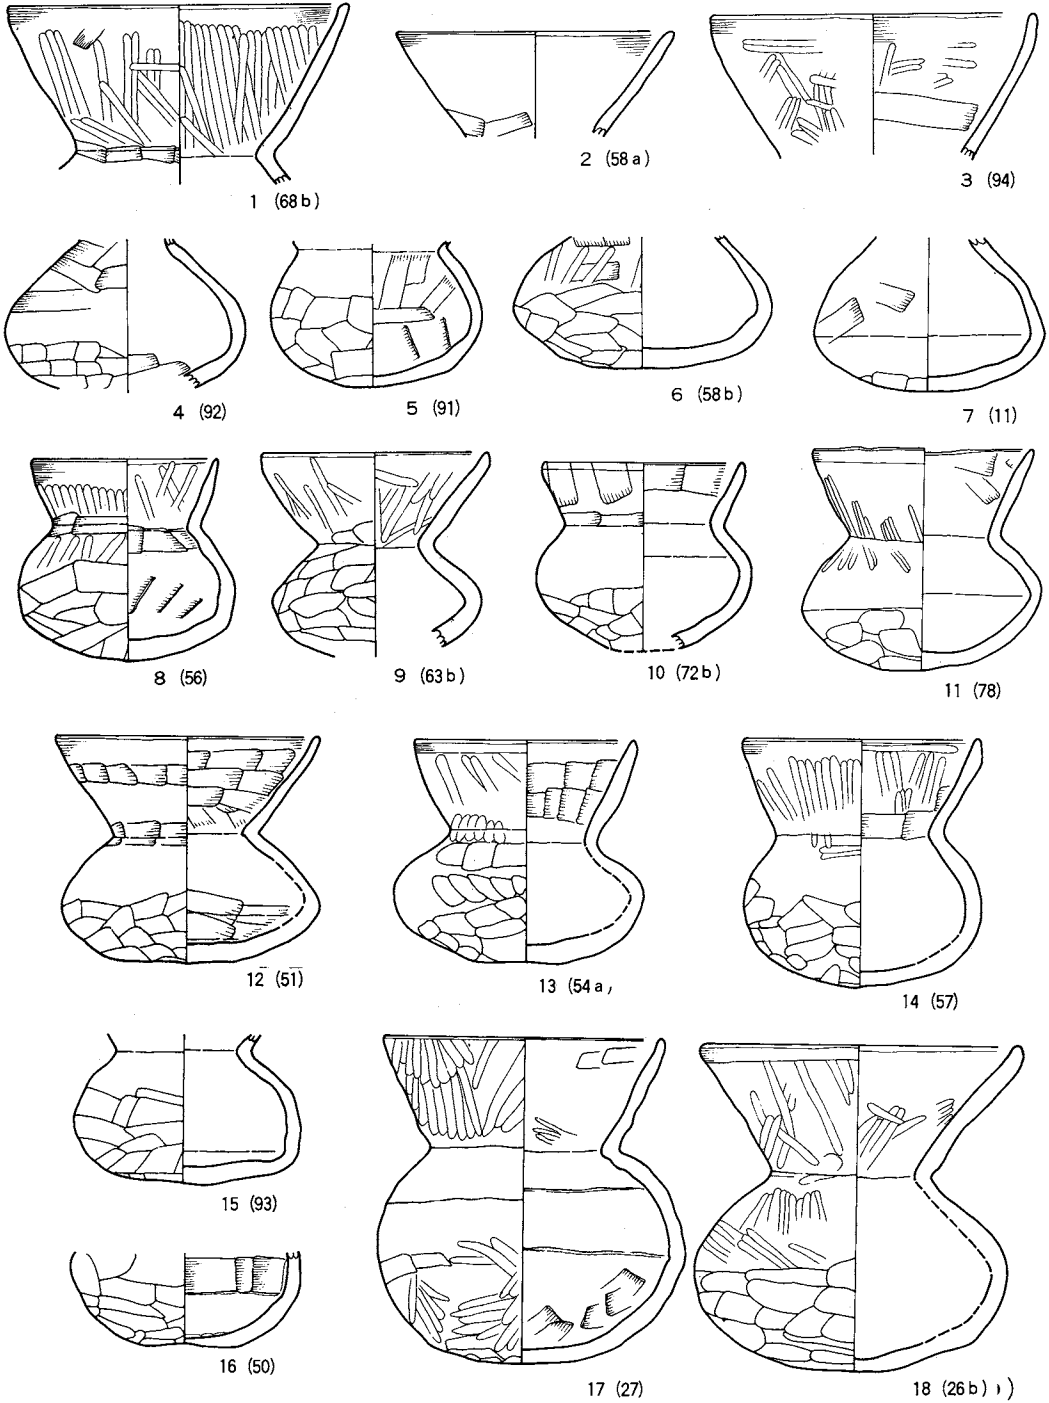 1 (68b)
2 (58a)
3 (94)
4 (92)
5 (91)
6 (58b)
7 (11)
8 (56)
9 (63b)
10 (72b)
11 (78)
12 (51)
13 (54a,
14 (57)
15 (93)
16 (50)
17 (27)
18 (26b) )